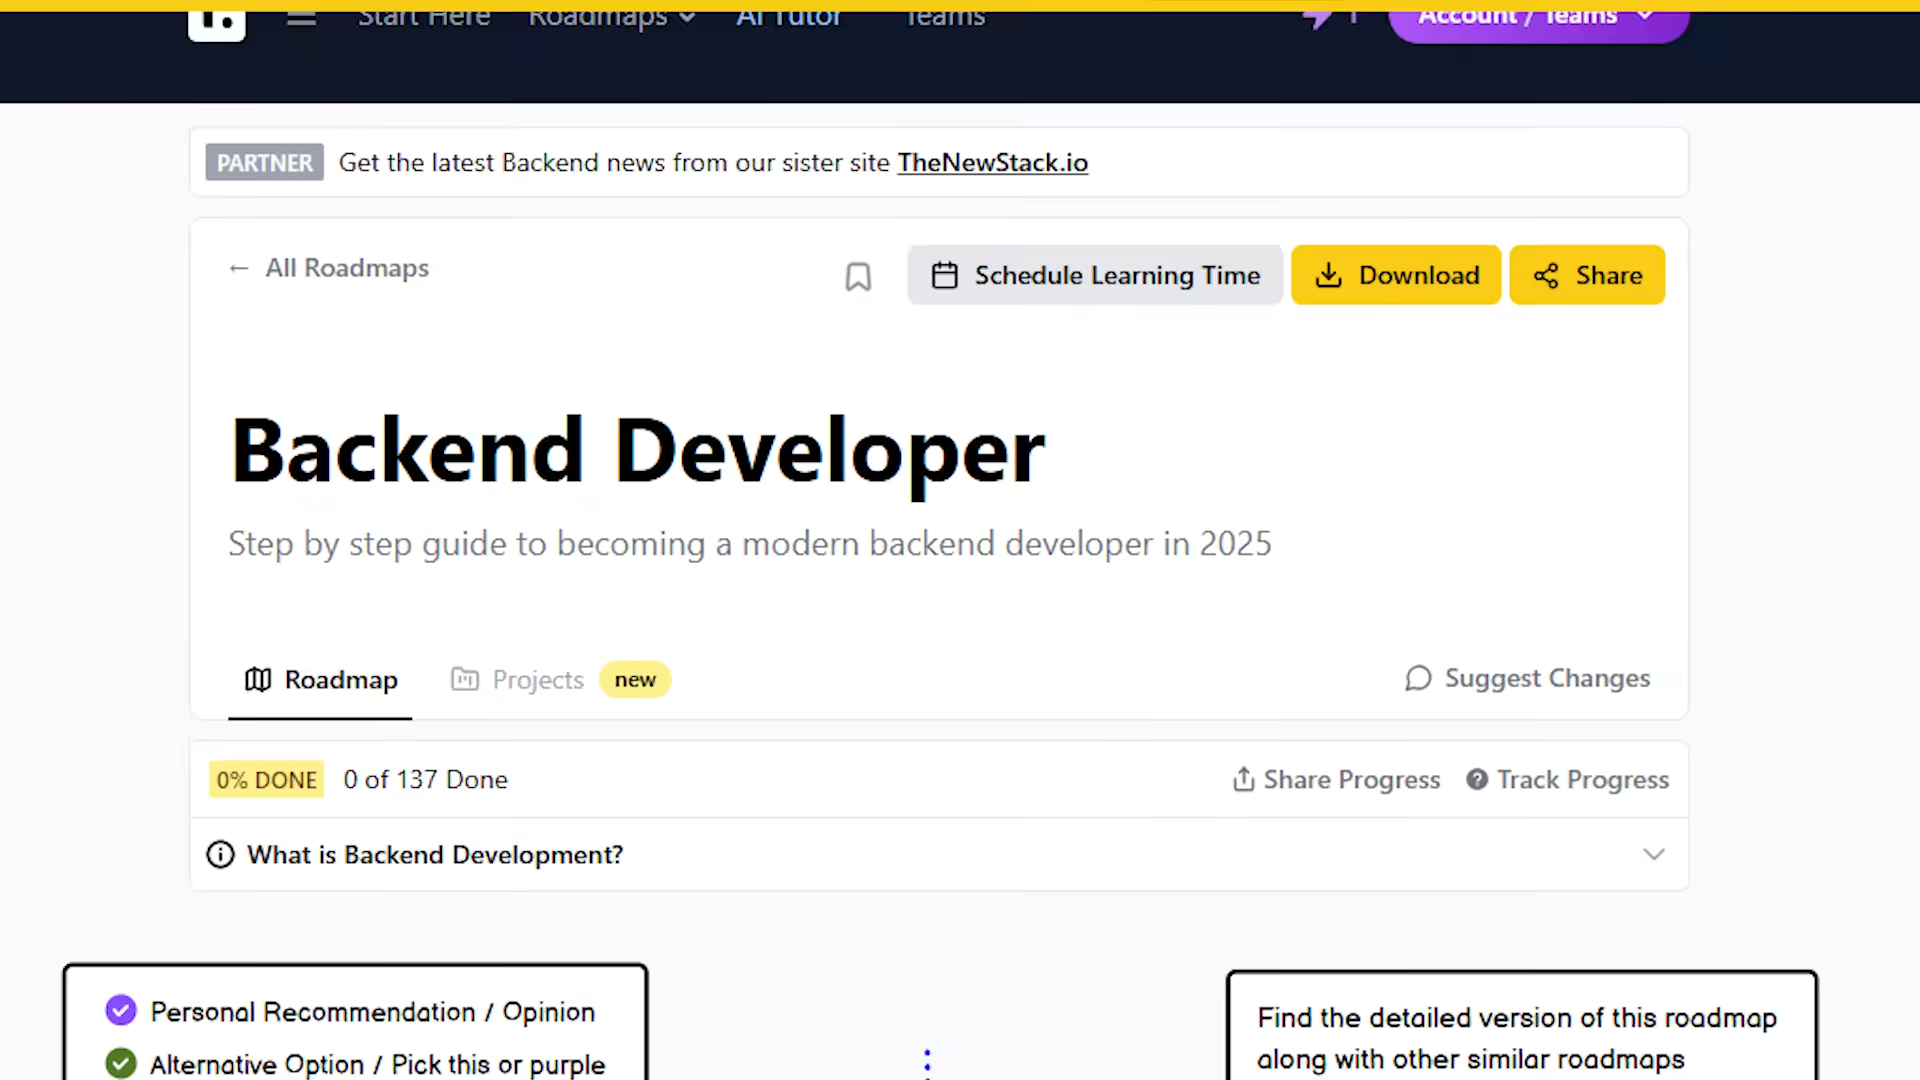 Start Here Roadmaps AI Tutor Teams 1 Account / Teams
PARTNER Get the latest Backend news from our sister site TheNewStack.io
← All Roadmaps
Schedule Learning Time Download Share
Backend Developer
Step by step guide to becoming a modern backend developer in 2025
Roadmap Projects new Suggest Changes
0% DONE 0 of 137 Done Share Progress Track Progress
What is Backend Development?
Personal Recommendation / Opinion
Alternative Option / Pick this or purple
Find the detailed version of this roadmap
along with other similar roadmaps